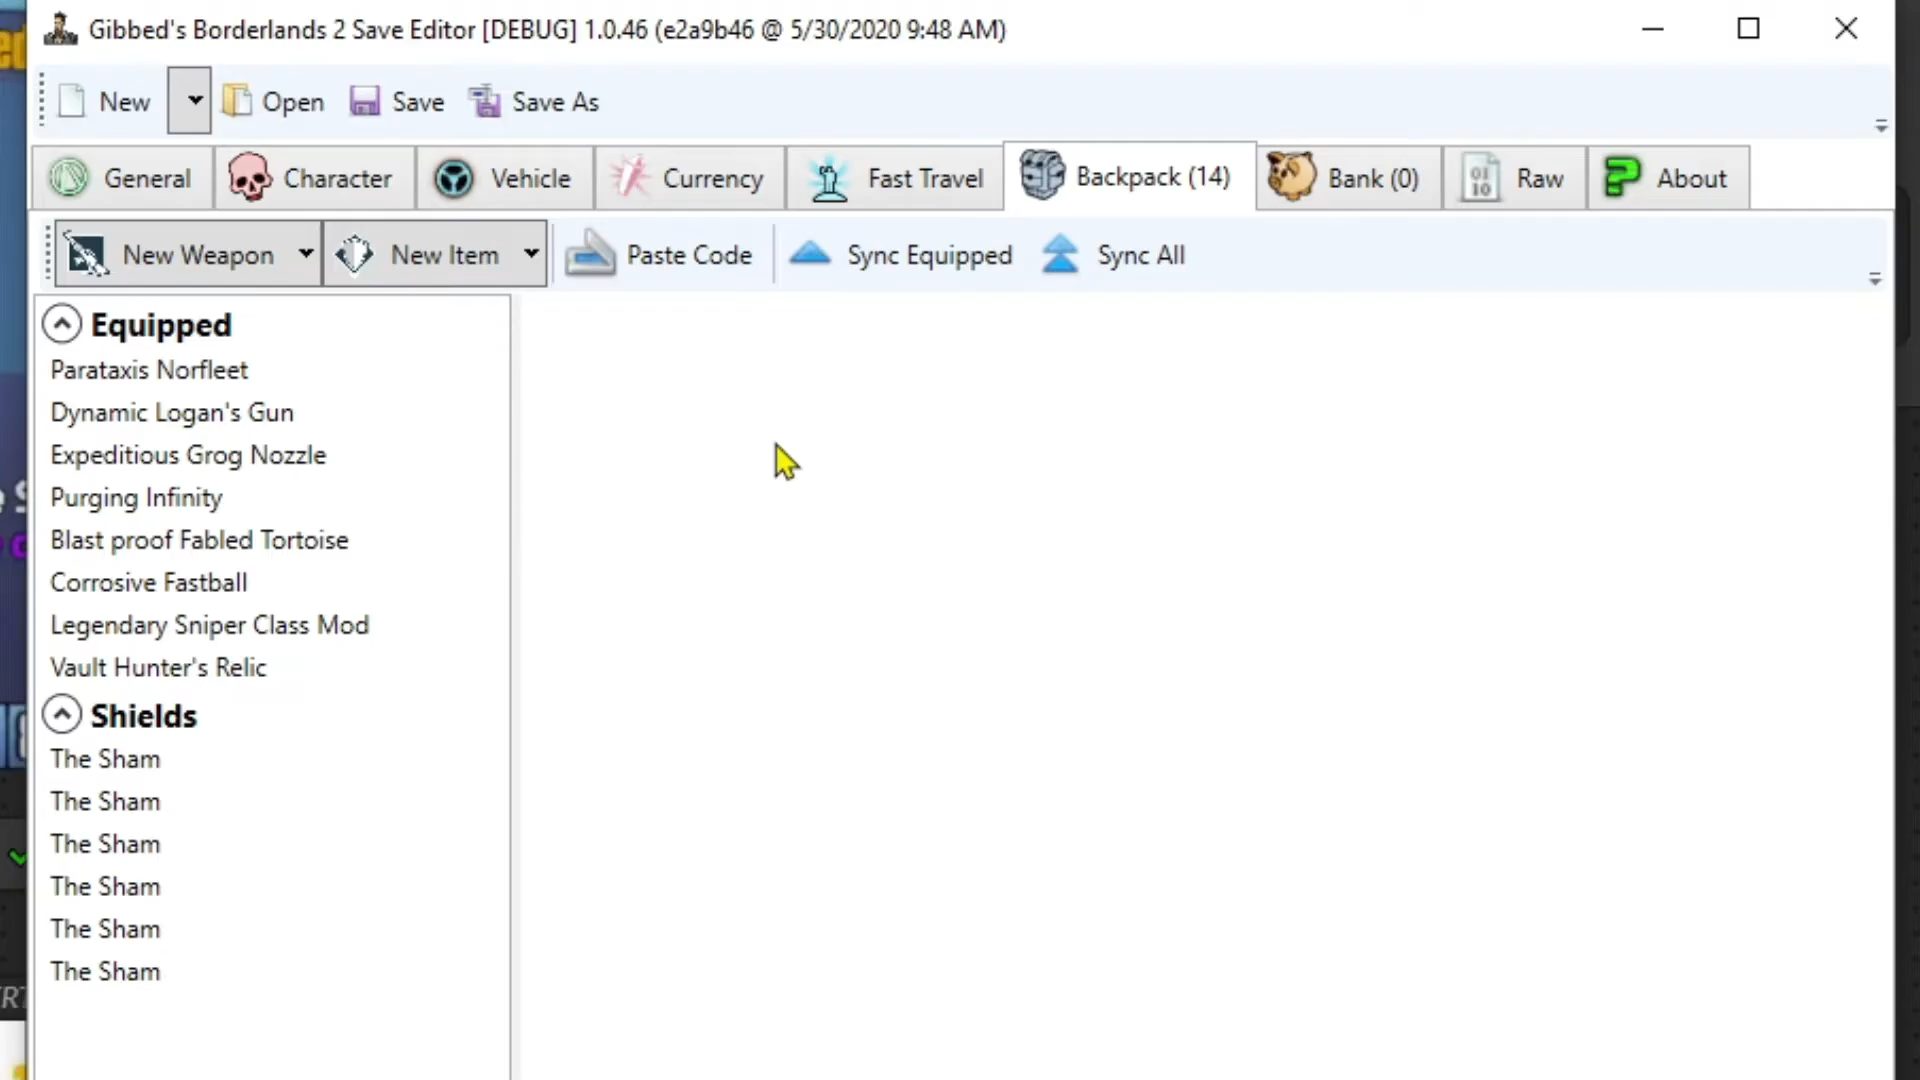 Gibbed's Borderlands 2 Save Editor [DEBUG] 1.0.46 (e2a9b46 @ 5/30/2020 9:48 AM)
New Open Save Save As
General Character Vehicle Currency Fast Travel Backpack (14) Bank (0) Raw About
New Weapon New Item Paste Code Sync Equipped Sync All
Equipped
Parataxis Norfleet
Dynamic Logan's Gun
Expeditious Grog Nozzle
Purging Infinity
Blast proof Fabled Tortoise
Corrosive Fastball
Legendary Sniper Class Mod
Vault Hunter's Relic
Shields
The Sham
The Sham
The Sham
The Sham
The Sham
The Sham